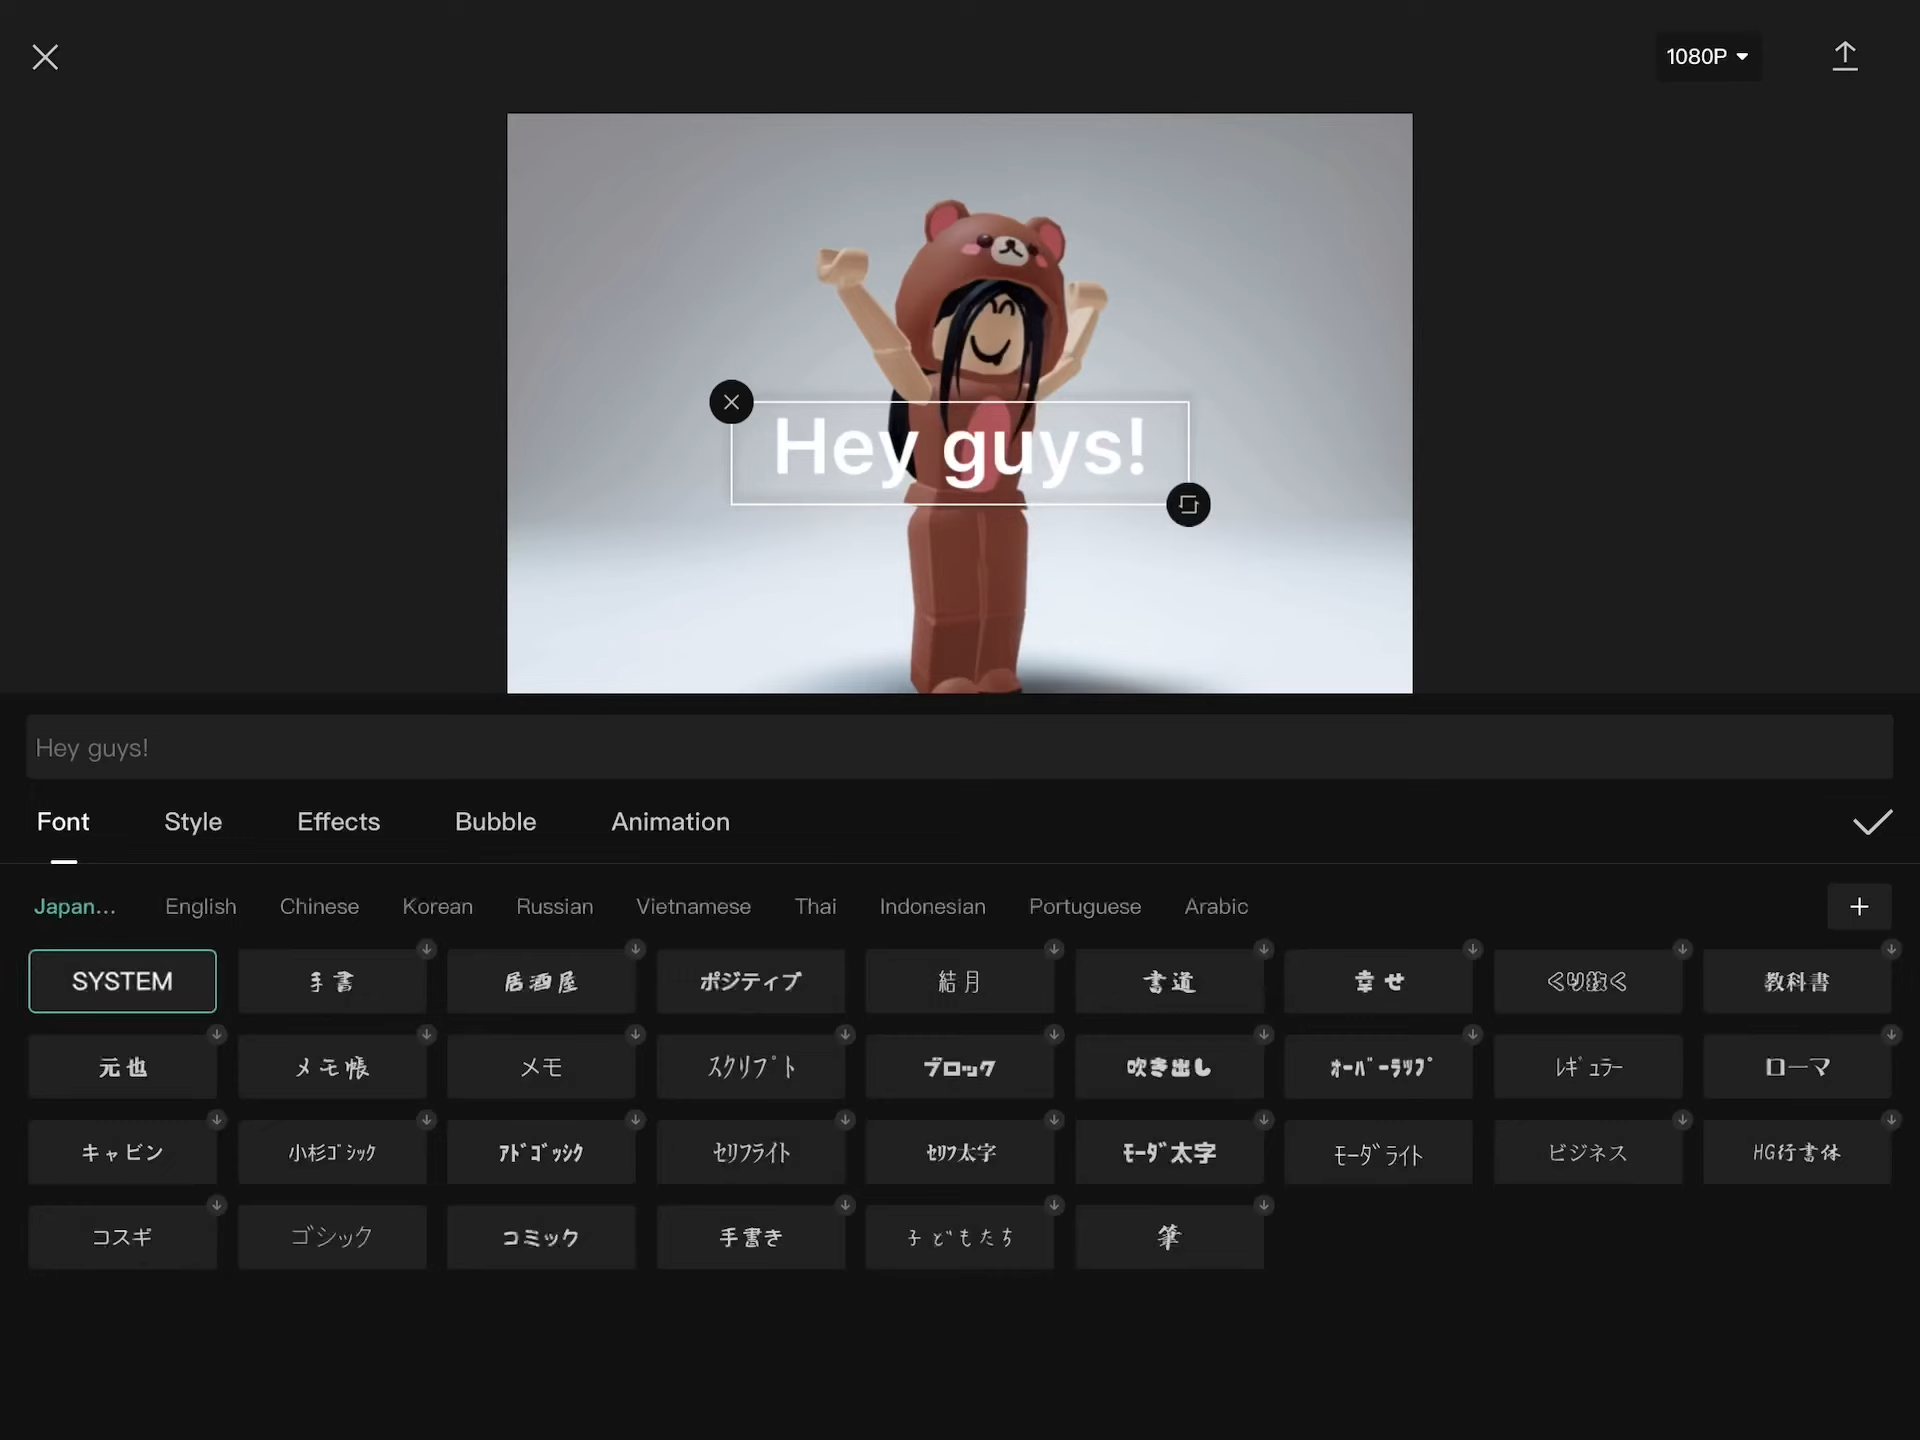 1080P
Hey guys!
Hey guys!
Font Style Effects Bubble Animation
Japan... English Chinese Korean Russian Vietnamese Thai Indonesian Portuguese Arabic
SYSTEM 手書 居酒屋 ポジティブ 結月 書道 幸せ くり抜く 教科書
元也 メモ帳 メモ スクリプト ブロック 吹き出し オーバーラップ レギュラー ローマ
キャビン 小杉ゴシック アドゴッシク セリフライト セリフ太字 モーダ太字 モーダライト ビジネス HG行書体
コスギ ゴシック コミック 手書き 子どもたち 筆